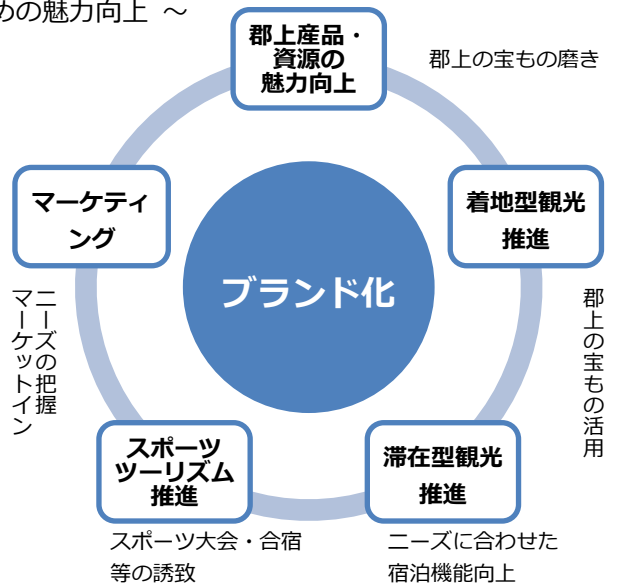 めの魅力向上 ～
郡上産品・
資源の
魅力向上
郡上の宝もの磨き
マーケティ
ング
着地型観光
推進
ブランド化
ニーズの把握
マーケットイン
郡上の宝もの活用
スポーツ
ツーリズム
推進
滞在型観光
推進
スポーツ大会・合宿
等の誘致
ニーズに合わせた
宿泊機能向上